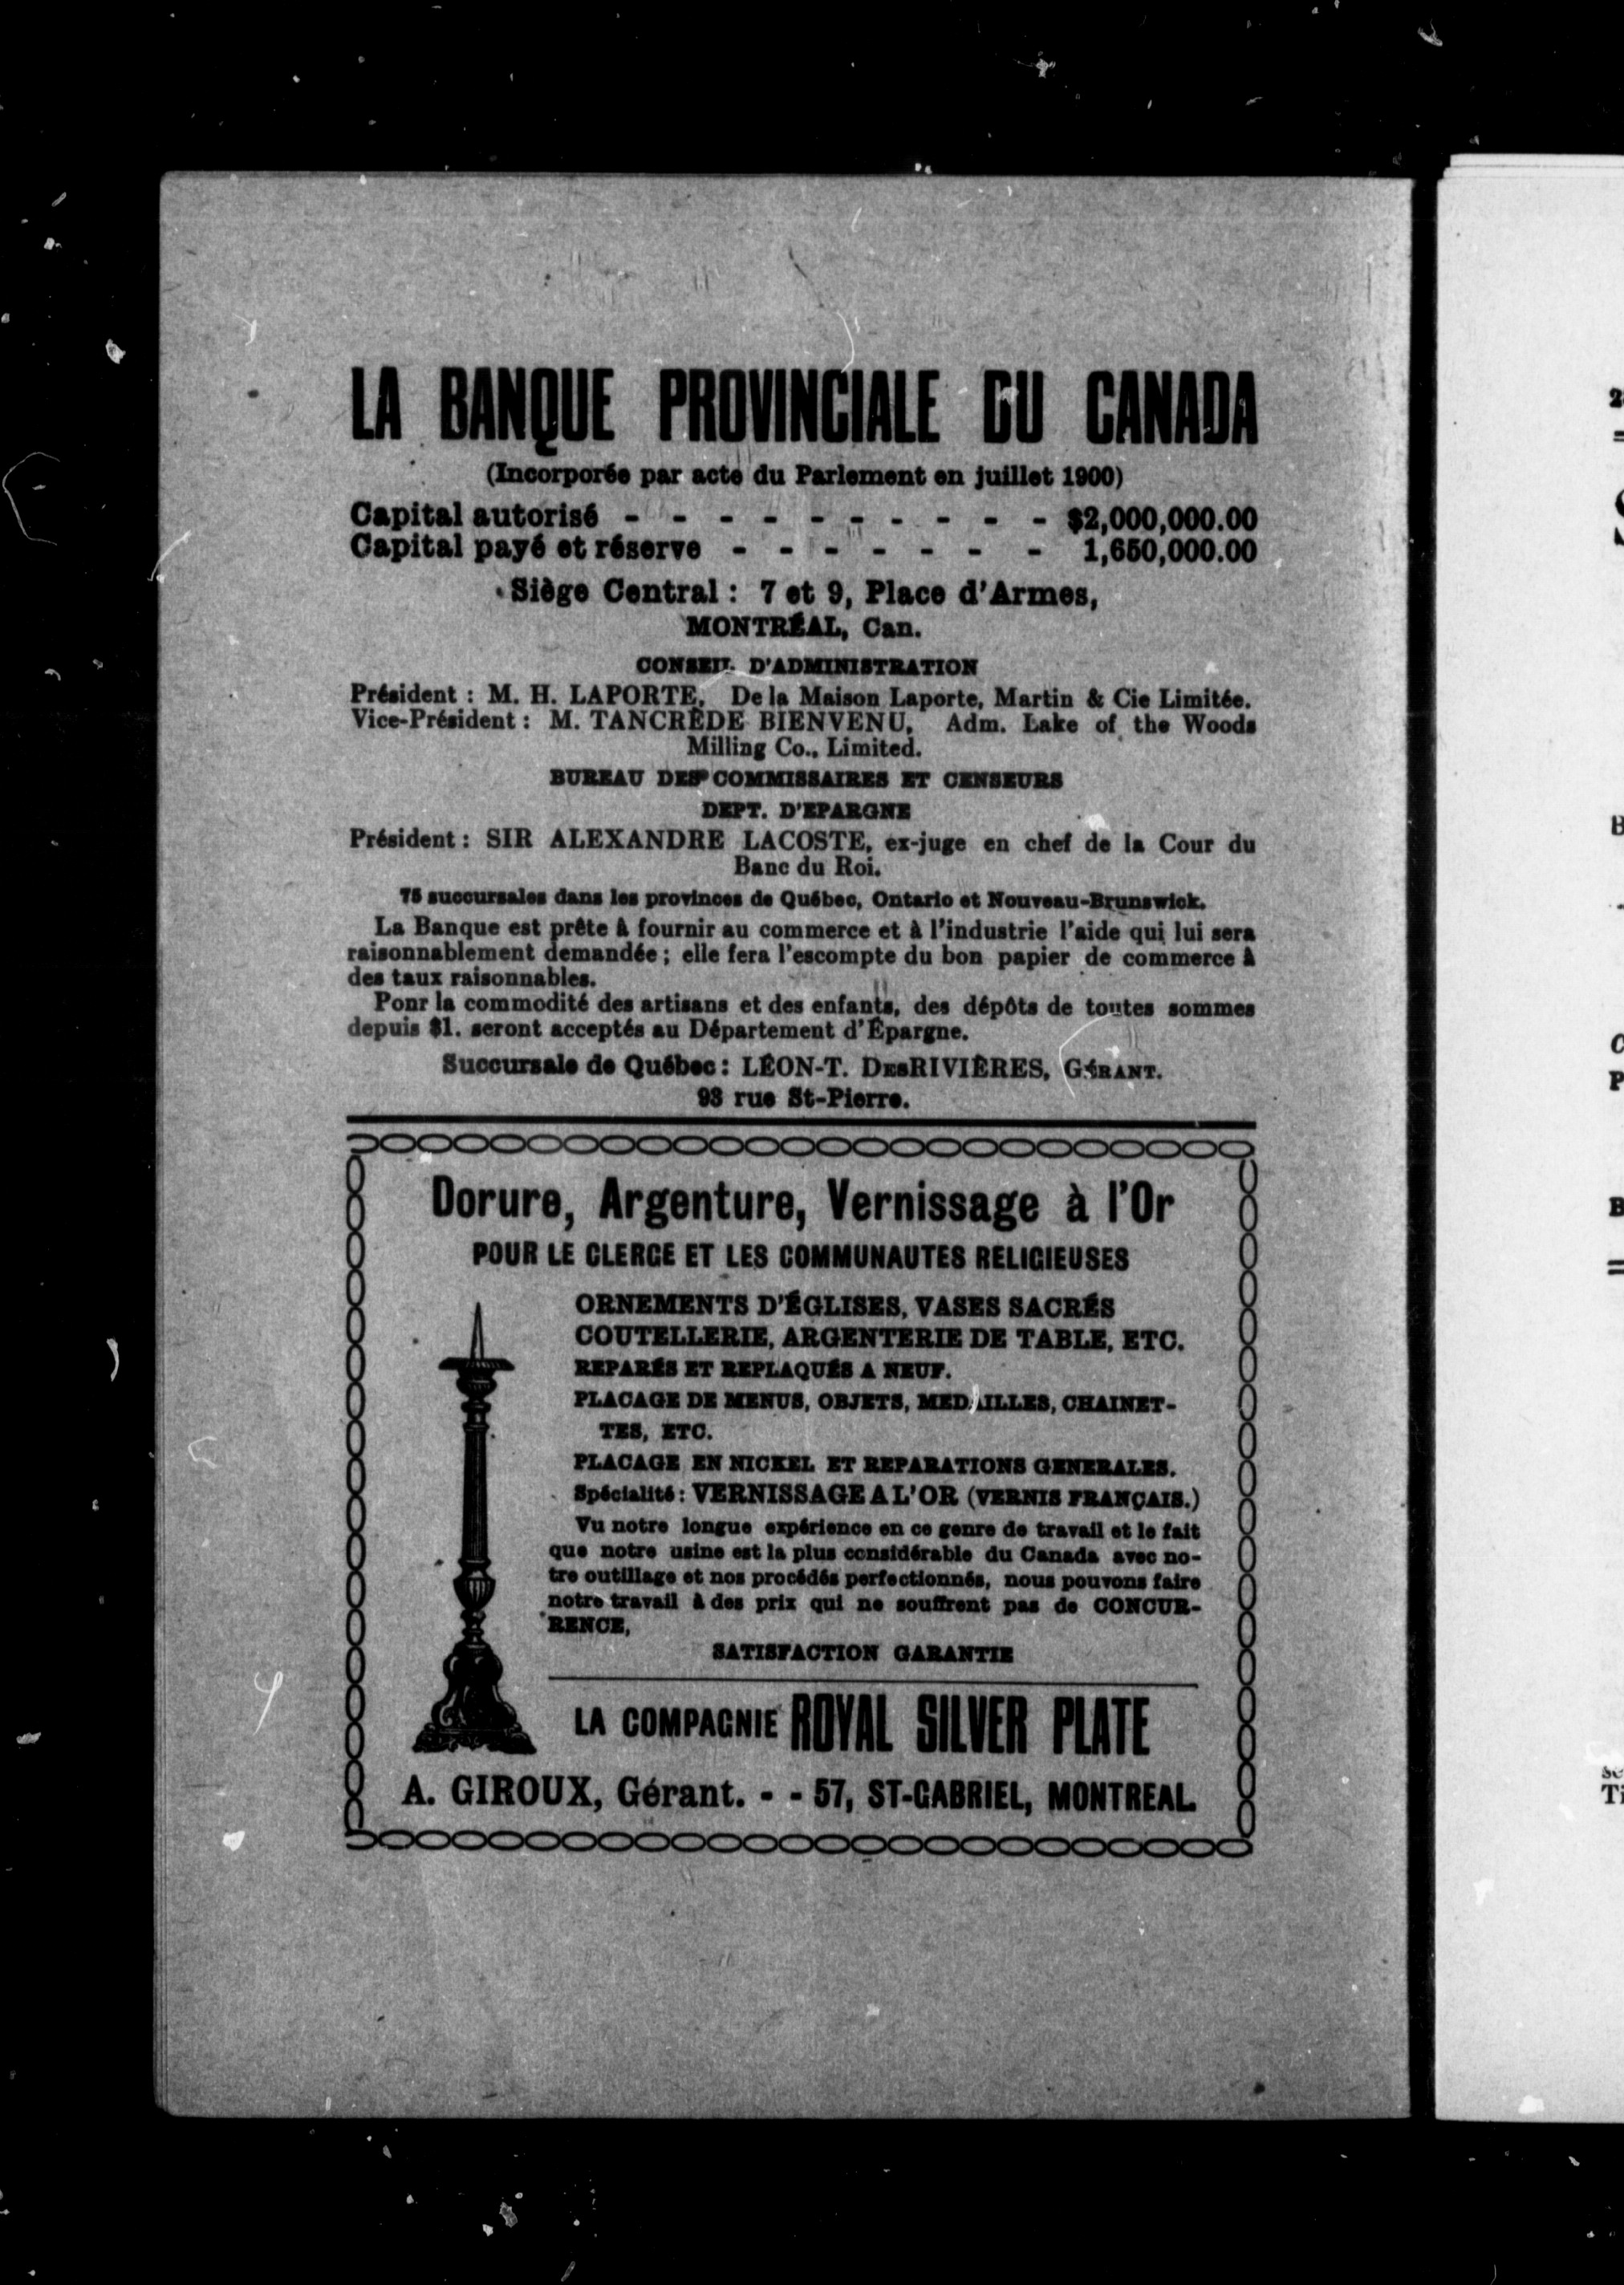 LA BANQUE PROVINCIALE DU CANADA
(Incorporée par acte du Parlement en juillet 1900)
Capital autorisé - - - - - - - - - - $2,000,000.00
Capital payé et réserve - - - - - - - 1,650,000.00
Siège Central : 7 et 9, Place d'Armes,
MONTRÉAL, Can.
CONSEIL D'ADMINISTRATION
Président : M. H. LAPORTE, De la Maison Laporte, Martin & Cie Limitée.
Vice-Président : M. TANCRÈDE BIENVENU, Adm. Lake of the Woods
Milling Co., Limited.
BUREAU DES COMMISSAIRES ET CENSEURS
DEPT. D'EPARGNE
Président : SIR ALEXANDRE LACOSTE, ex-juge en chef de la Cour du
Banc du Roi.
75 succursales dans les provinces de Québec, Ontario et Nouveau-Brunswick.
La Banque est prête à fournir au commerce et à l'industrie l'aide qui lui sera
raisonnablement demandée ; elle fera l'escompte du bon papier de commerce à
des taux raisonnables.
Ponr la commodité des artisans et des enfants, des dépôts de toutes sommes
depuis $1. seront acceptés au Département d'Épargne.
Succursale de Québec : LÉON-T. DESRIVIÈRES, GÉRANT.
93 rue St-Pierre.
Dorure, Argenture, Vernissage à l'Or
POUR LE CLERGE ET LES COMMUNAUTES RELIGIEUSES
ORNEMENTS D'ÉGLISES, VASES SACRÉS
COUTELLERIE, ARGENTERIE DE TABLE, ETC.
REPARÉS ET REPLAQUÉS A NEUF.
PLACAGE DE MENUS, OBJETS, MEDAILLES, CHAINET-
TES, ETC.
PLACAGE EN NICKEL ET REPARATIONS GENERALES.
Spécialité : VERNISSAGE A L'OR (VERNIS FRANÇAIS.)
Vu notre longue expérience en ce genre de travail et le fait
que notre usine est la plus considérable du Canada avec no-
tre outillage et nos procédés perfectionnés, nous pouvons faire
notre travail à des prix qui ne souffrent pas de CONCUR-
RENCE,
SATISFACTION GARANTIE
LA COMPAGNIE ROYAL SILVER PLATE
A. GIROUX, Gérant. - - 57, ST-GABRIEL, MONTREAL.